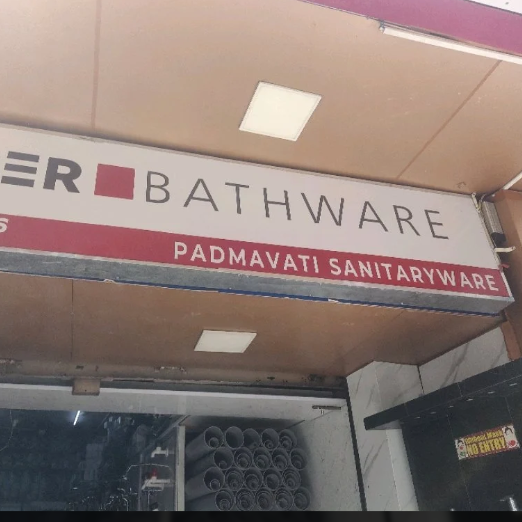 ER BATHWARE
PADMAVATI SANITARYWARE
NO ENTRY